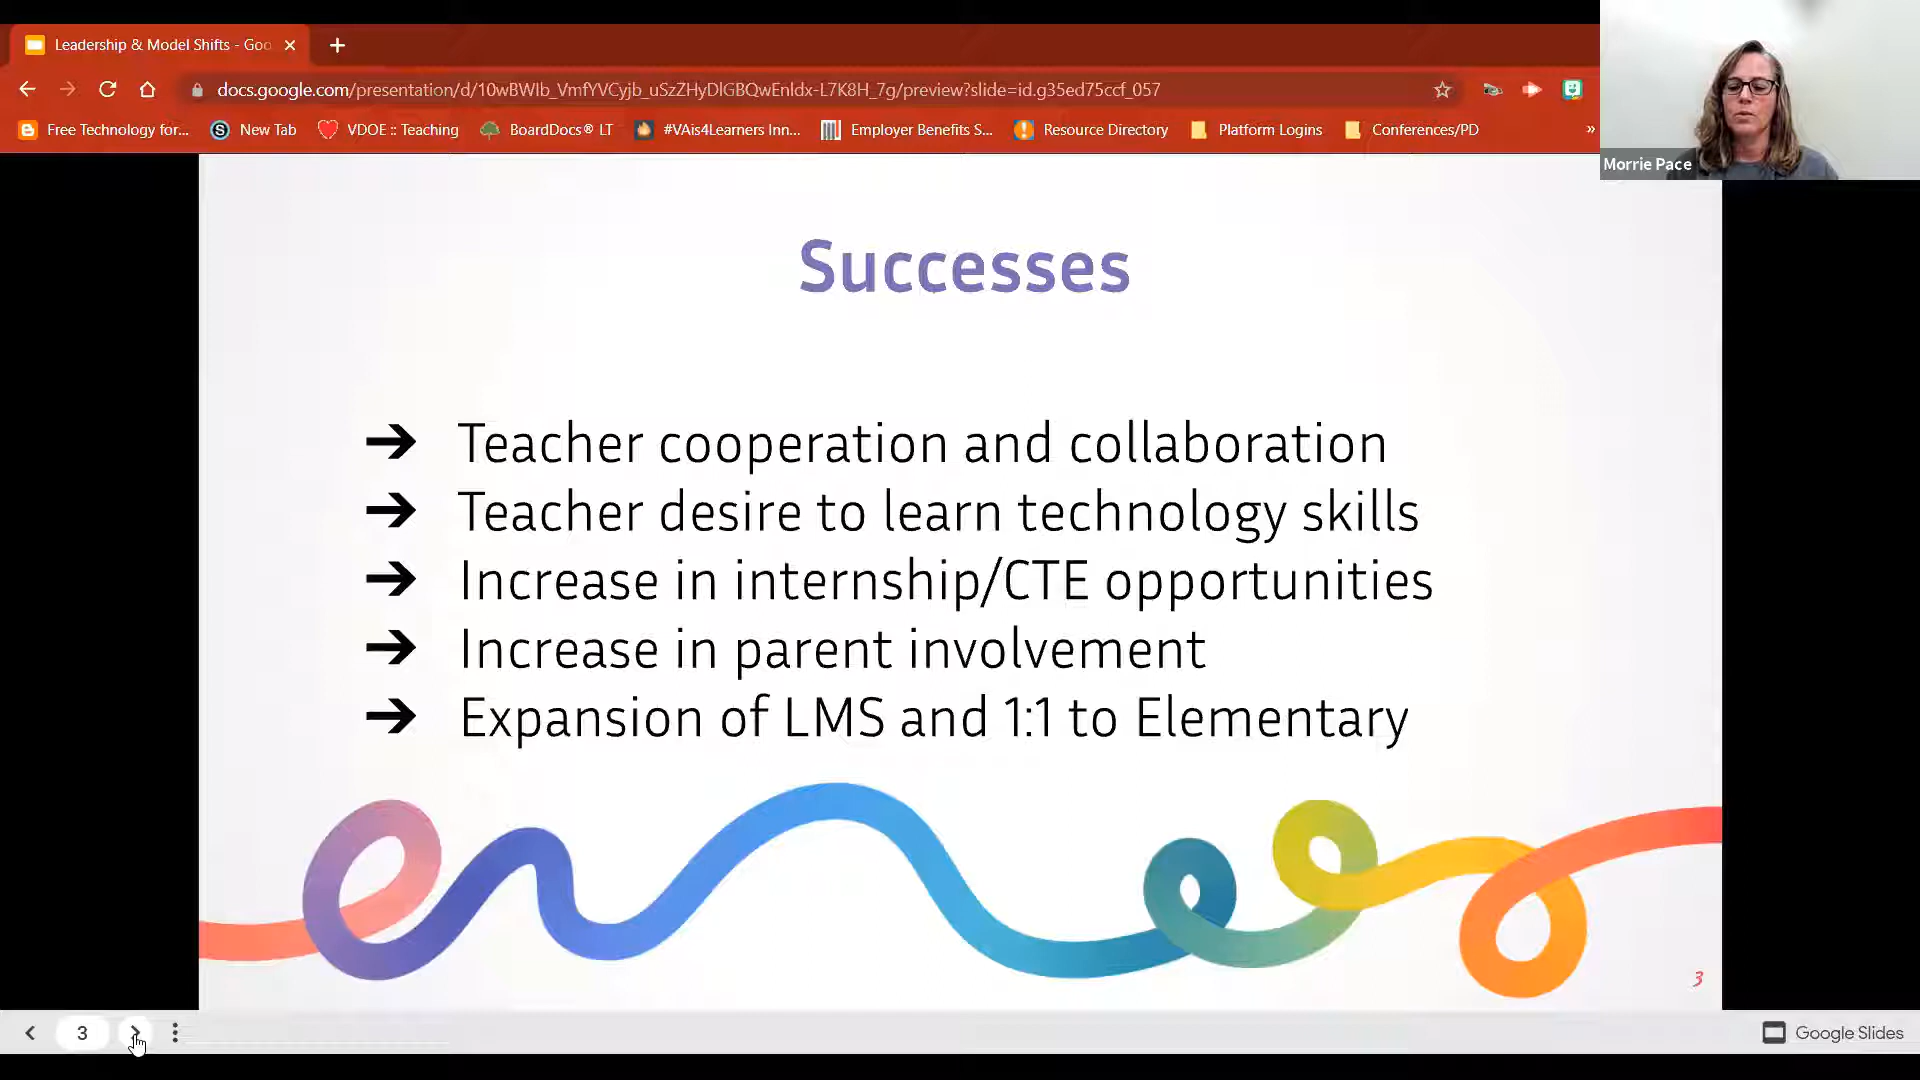 Leadership & Model Shifts - Goo
docs.google.com/presentation/d/10wBWIb_VmfYVCyjb_uSzZHyDlGBQwEnIdx-L7K8H_7g/preview?slide=id.g35ed75ccf_057
Free Technology for... New Tab VDOE :: Teaching BoardDocs® LT #VAis4Learners Inn... Employer Benefits S... Resource Directory Platform Logins Conferences/PD »
Morrie Pace
Successes
➔ Teacher cooperation and collaboration
➔ Teacher desire to learn technology skills
➔ Increase in internship/CTE opportunities
➔ Increase in parent involvement
➔ Expansion of LMS and 1:1 to Elementary
3
3
Google Slides